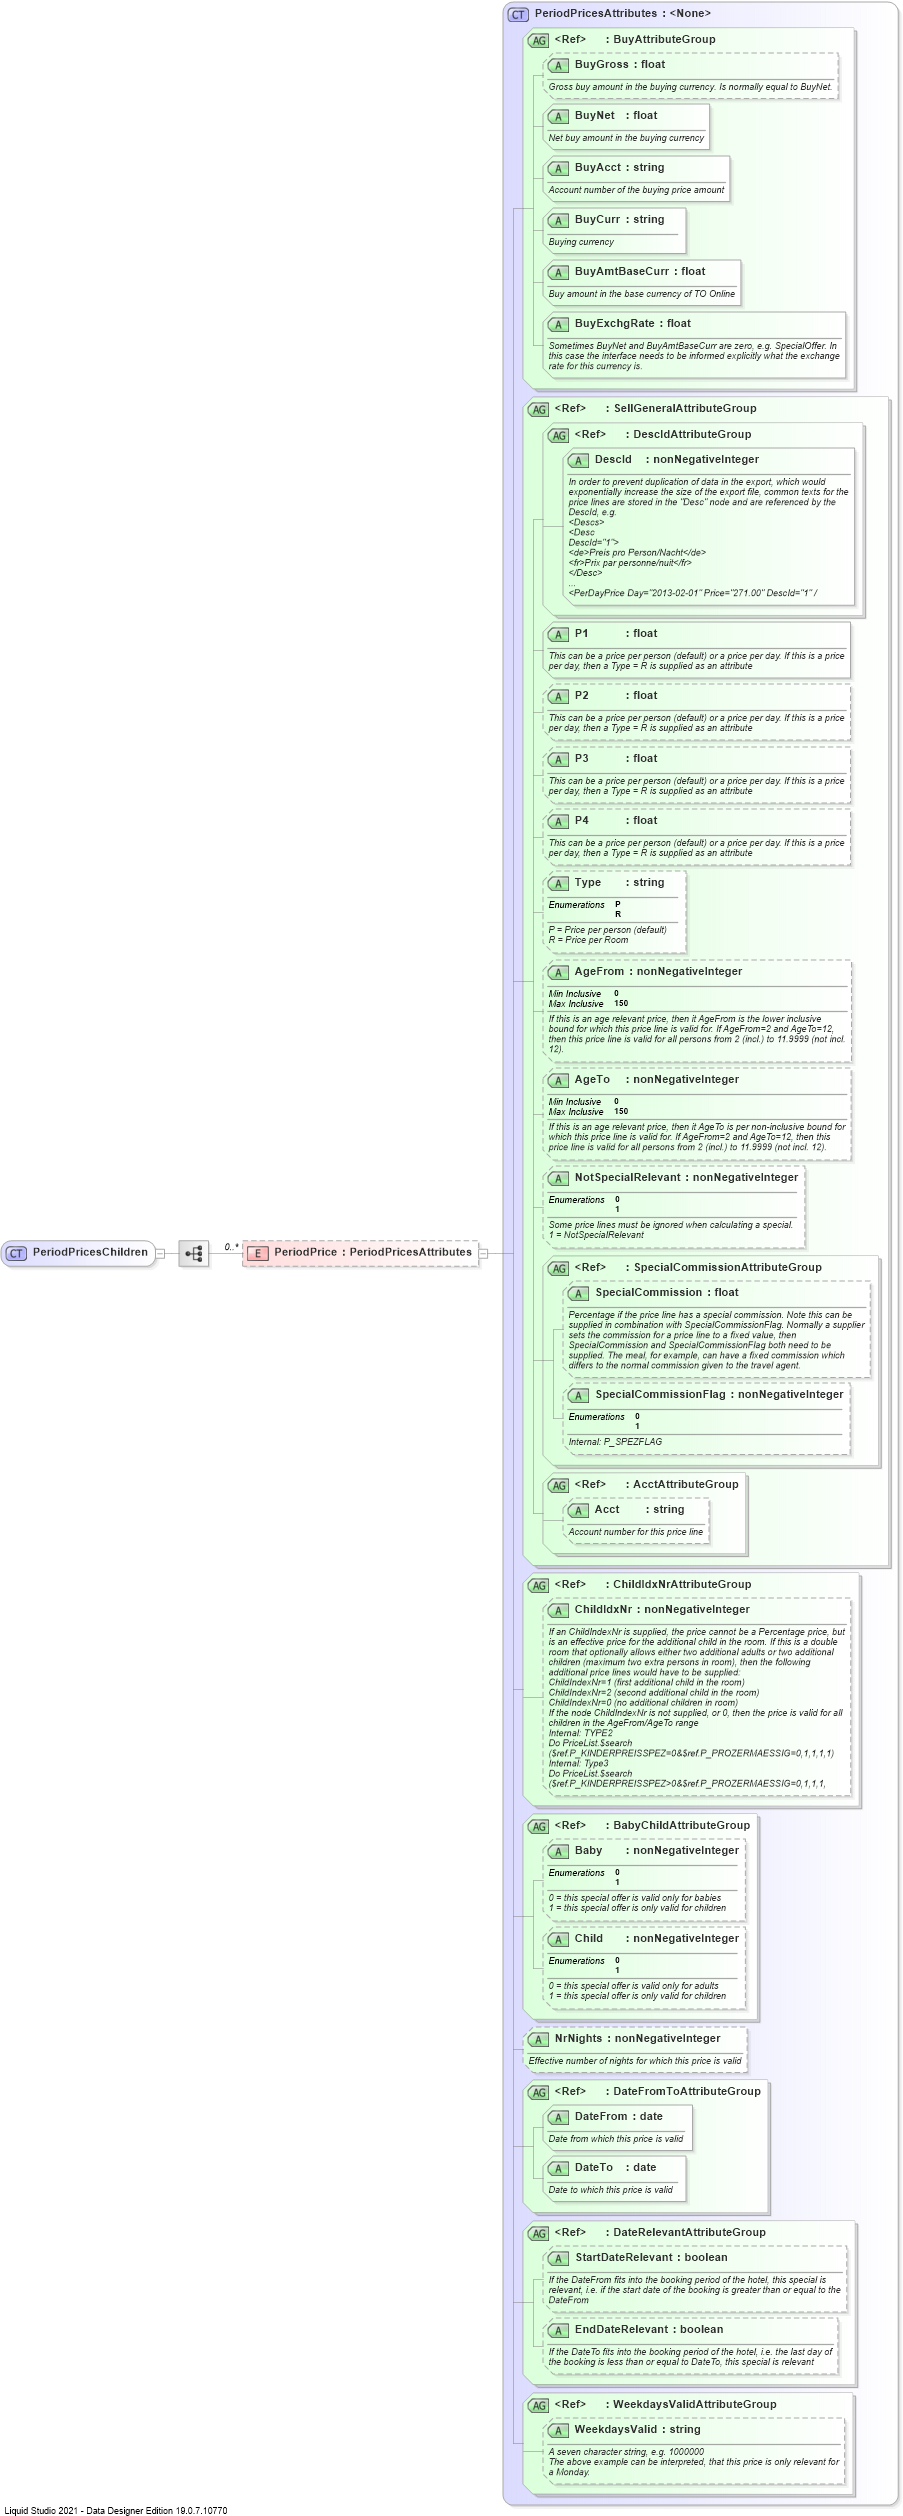 CT PeriodPricesAttributes : <None>
AG <Ref> : BuyAttributeGroup
A BuyGross : float
Gross buy amount in the buying currency. Is normally equal to BuyNet.
A BuyNet : float
Net buy amount in the buying currency
A BuyAcct : string
Account number of the buying price amount
A BuyCurr : string
Buying currency
A BuyAmtBaseCurr : float
Buy amount in the base currency of TO Online
A BuyExchgRate : float
Sometimes BuyNet and BuyAmtBaseCurr are zero, e.g. SpecialOffer. In
this case the interface needs to be informed explicitly what the exchange
rate for this currency is.
AG <Ref> : SellGeneralAttributeGroup
AG <Ref> : DescIdAttributeGroup
A DescId : nonNegativeInteger
In order to prevent duplication of data in the export, which would
exponentially increase the size of the export file, common texts for the
price lines are stored in the "Desc" node and are referenced by the
DescId, e.g.
<Descs>
<Desc
DescId="1">
<de>Preis pro Person/Nacht</de>
<fr>Prix par personne/nuit</fr>
</Desc>
...
<PerDayPrice Day="2013-02-01" Price="271.00" DescId="1" /
A P1 : float
This can be a price per person (default) or a price per day. If this is a price
per day, then a Type = R is supplied as an attribute
A P2 : float
This can be a price per person (default) or a price per day. If this is a price
per day, then a Type = R is supplied as an attribute
A P3 : float
This can be a price per person (default) or a price per day. If this is a price
per day, then a Type = R is supplied as an attribute
A P4 : float
This can be a price per person (default) or a price per day. If this is a price
per day, then a Type = R is supplied as an attribute
A Type : string
Enumerations P
R
P = Price per person (default)
R = Price per Room
A AgeFrom : nonNegativeInteger
Min Inclusive 0
Max Inclusive 150
If this is an age relevant price, then it AgeFrom is the lower inclusive
bound for which this price line is valid for. If AgeFrom=2 and AgeTo=12,
then this price line is valid for all persons from 2 (incl.) to 11.9999 (not incl.
12).
A AgeTo : nonNegativeInteger
Min Inclusive 0
Max Inclusive 150
If this is an age relevant price, then it AgeTo is per non-inclusive bound for
which this price line is valid for. If AgeFrom=2 and AgeTo=12, then this
price line is valid for all persons from 2 (incl.) to 11.9999 (not incl. 12).
A NotSpecialRelevant : nonNegativeInteger
Enumerations 0
1
Some price lines must be ignored when calculating a special.
1 = NotSpecialRelevant
CT PeriodPricesChildren 0..* E PeriodPrice : PeriodPricesAttributes
AG <Ref> : SpecialCommissionAttributeGroup
A SpecialCommission : float
Percentage if the price line has a special commission. Note this can be
supplied in combination with SpecialCommissionFlag. Normally a supplier
sets the commission for a price line to a fixed value, then
SpecialCommission and SpecialCommissionFlag both need to be
supplied. The meal, for example, can have a fixed commission which
differs to the normal commission given to the travel agent.
A SpecialCommissionFlag : nonNegativeInteger
Enumerations 0
1
Internal: P_SPEZFLAG
AG <Ref> : AcctAttributeGroup
A Acct : string
Account number for this price line
AG <Ref> : ChildIdxNrAttributeGroup
A ChildIdxNr : nonNegativeInteger
If an ChildIndexNr is supplied, the price cannot be a Percentage price, but
is an effective price for the additional child in the room. If this is a double
room that optionally allows either two additional adults or two additional
children (maximum two extra persons in room), then the following
additional price lines would have to be supplied:
ChildIndexNr=1 (first additional child in the room)
ChildIndexNr=2 (second additional child in the room)
ChildIndexNr=0 (no additional children in room)
If the node ChildIndexNr is not supplied, or 0, then the price is valid for all
children in the AgeFrom/AgeTo range
Internal: TYPE2
Do PriceList.$search
($ref.P_KINDERPREISSPEZ=0&$ref.P_PROZERMAESSIG=0,1,1,1,1)
Internal: Type3
Do PriceList.$search
($ref.P_KINDERPREISSPEZ>0&$ref.P_PROZERMAESSIG=0,1,1,1,
AG <Ref> : BabyChildAttributeGroup
A Baby : nonNegativeInteger
Enumerations 0
1
0 = this special offer is valid only for babies
1 = this special offer is only valid for children
A Child : nonNegativeInteger
Enumerations 0
1
0 = this special offer is valid only for adults
1 = this special offer is only valid for children
A NrNights : nonNegativeInteger
Effective number of nights for which this price is valid
AG <Ref> : DateFromToAttributeGroup
A DateFrom : date
Date from which this price is valid
A DateTo : date
Date to which this price is valid
AG <Ref> : DateRelevantAttributeGroup
A StartDateRelevant : boolean
If the DateFrom fits into the booking period of the hotel, this special is
relevant, i.e. if the start date of the booking is greater than or equal to the
DateFrom
A EndDateRelevant : boolean
If the DateTo fits into the booking period of the hotel, i.e. the last day of
the booking is less than or equal to DateTo, this special is relevant
AG <Ref> : WeekdaysValidAttributeGroup
A WeekdaysValid : string
A seven character string, e.g. 1000000
The above example can be interpreted, that this price is only relevant for
a Monday.
Liquid Studio 2021 - Data Designer Edition 19.0.7.10770